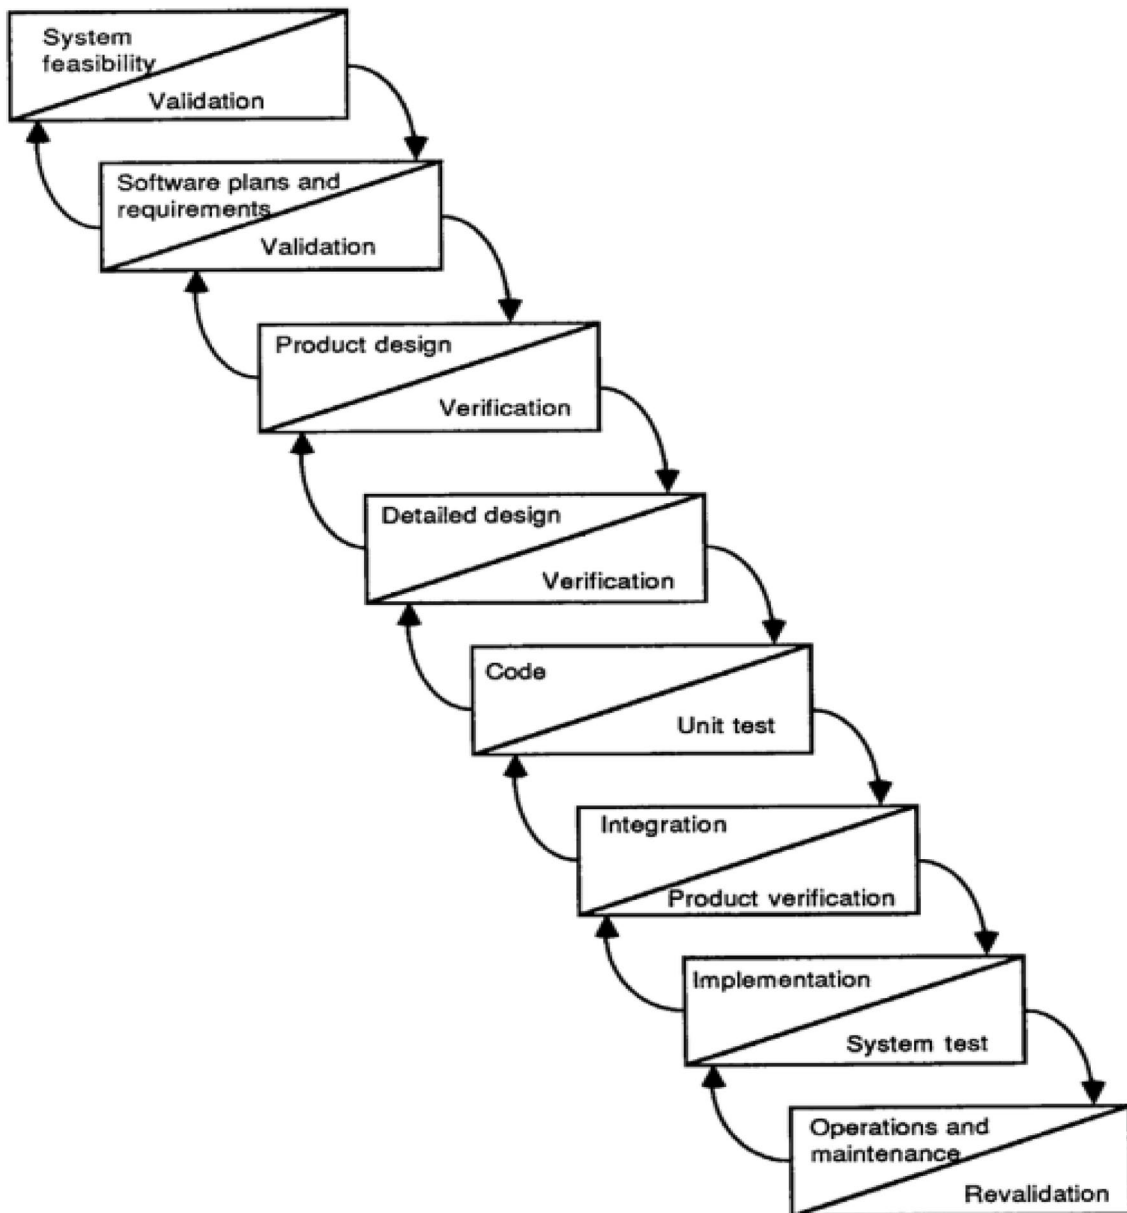 System
feasibility
Validation
Software plans and
requirements
Validation
Product design
Verification
Detailed design
Verification
Code
Unit test
Integration
Product verification
Implementation
System test
Operations and
maintenance
Revalidation